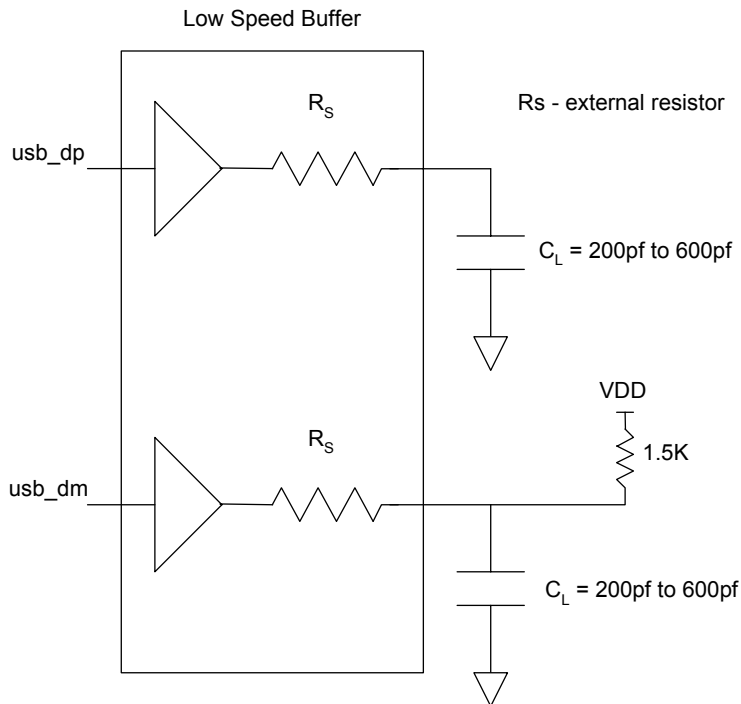 Low Speed Buffer
R_S
Rs - external resistor
usb_dp
C_L = 200pf to 600pf
VDD
R_S
1.5K
usb_dm
C_L = 200pf to 600pf